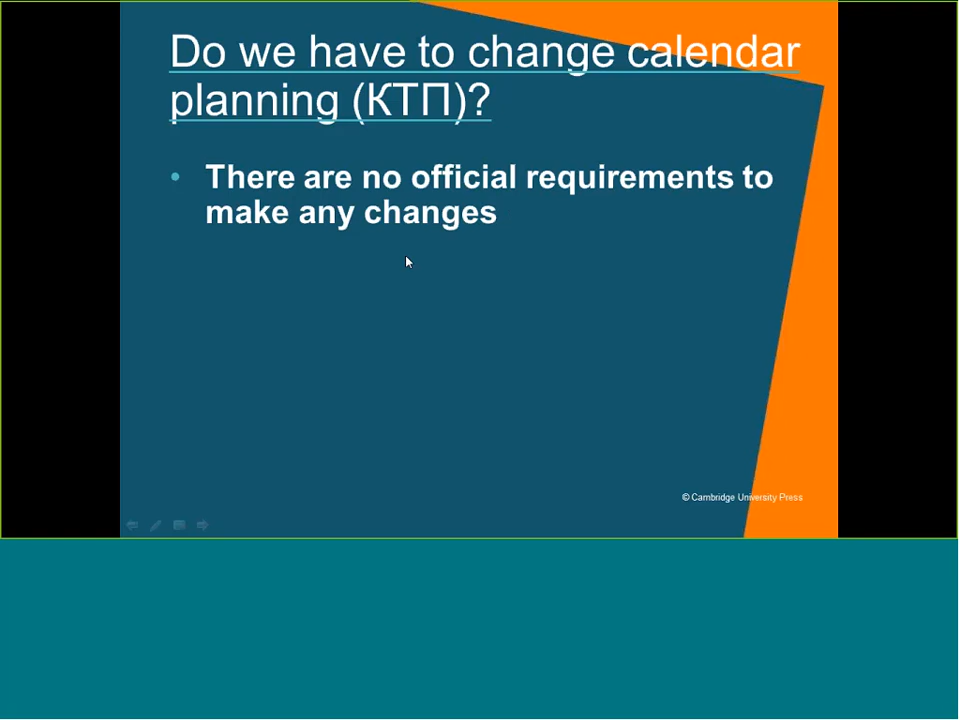 Do we have to change calendar
planning (КТП)?
• There are no official requirements to
make any changes
© Cambridge University Press